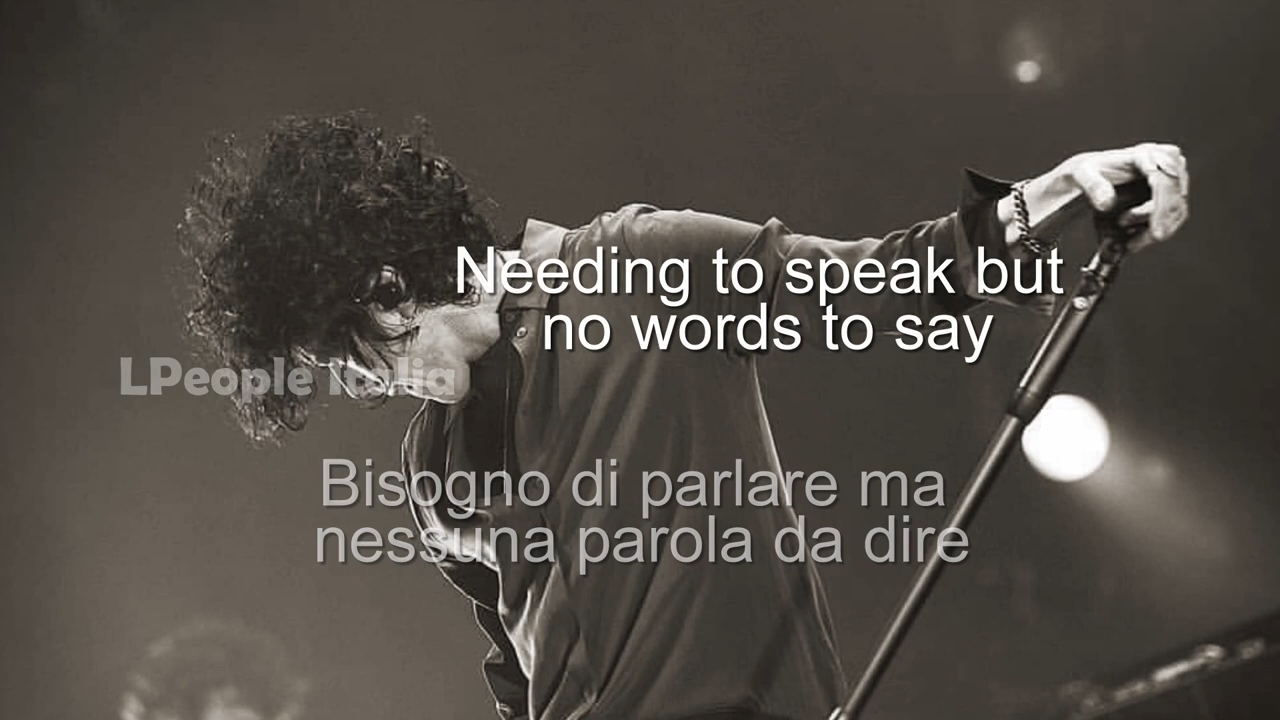 Needing to speak but
no words to say
LPeople Italia
Bisogno di parlare ma
nessuna parola da dire